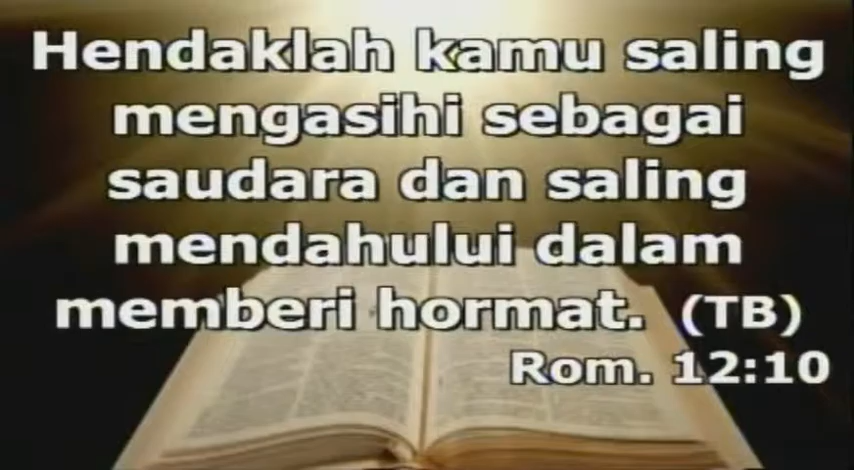 Hendaklah kamu saling
mengasihi sebagai
saudara dan saling
mendahului dalam
memberi hormat. (TB)
Rom. 12:10